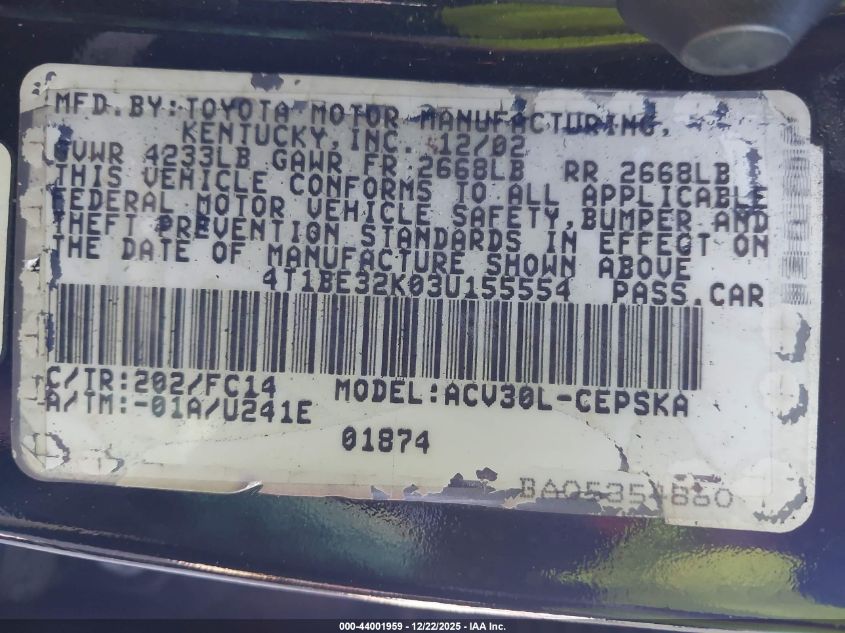 MFD.BY:TOYOTA MOTOR MANUFACTURING,
KENTUCKY,INC. 12/02
GVWR 4233LB GAWR FR 2668LB RR 2668LB
THIS VEHICLE CONFORMS TO ALL APPLICABLE
FEDERAL MOTOR VEHICLE SAFETY,BUMPER AND
THEFT PREVENTION STANDARDS IN EFFECT ON
THE DATE OF MANUFACTURE SHOWN ABOVE
4T1BE32K03U155554 PASS.CAR
C/TR:202/FC14 MODEL:ACV30L-CEPSKA
A/TM:-01A/U241E
01874
000-44001959 - 12/22/2025 - IAA Inc.